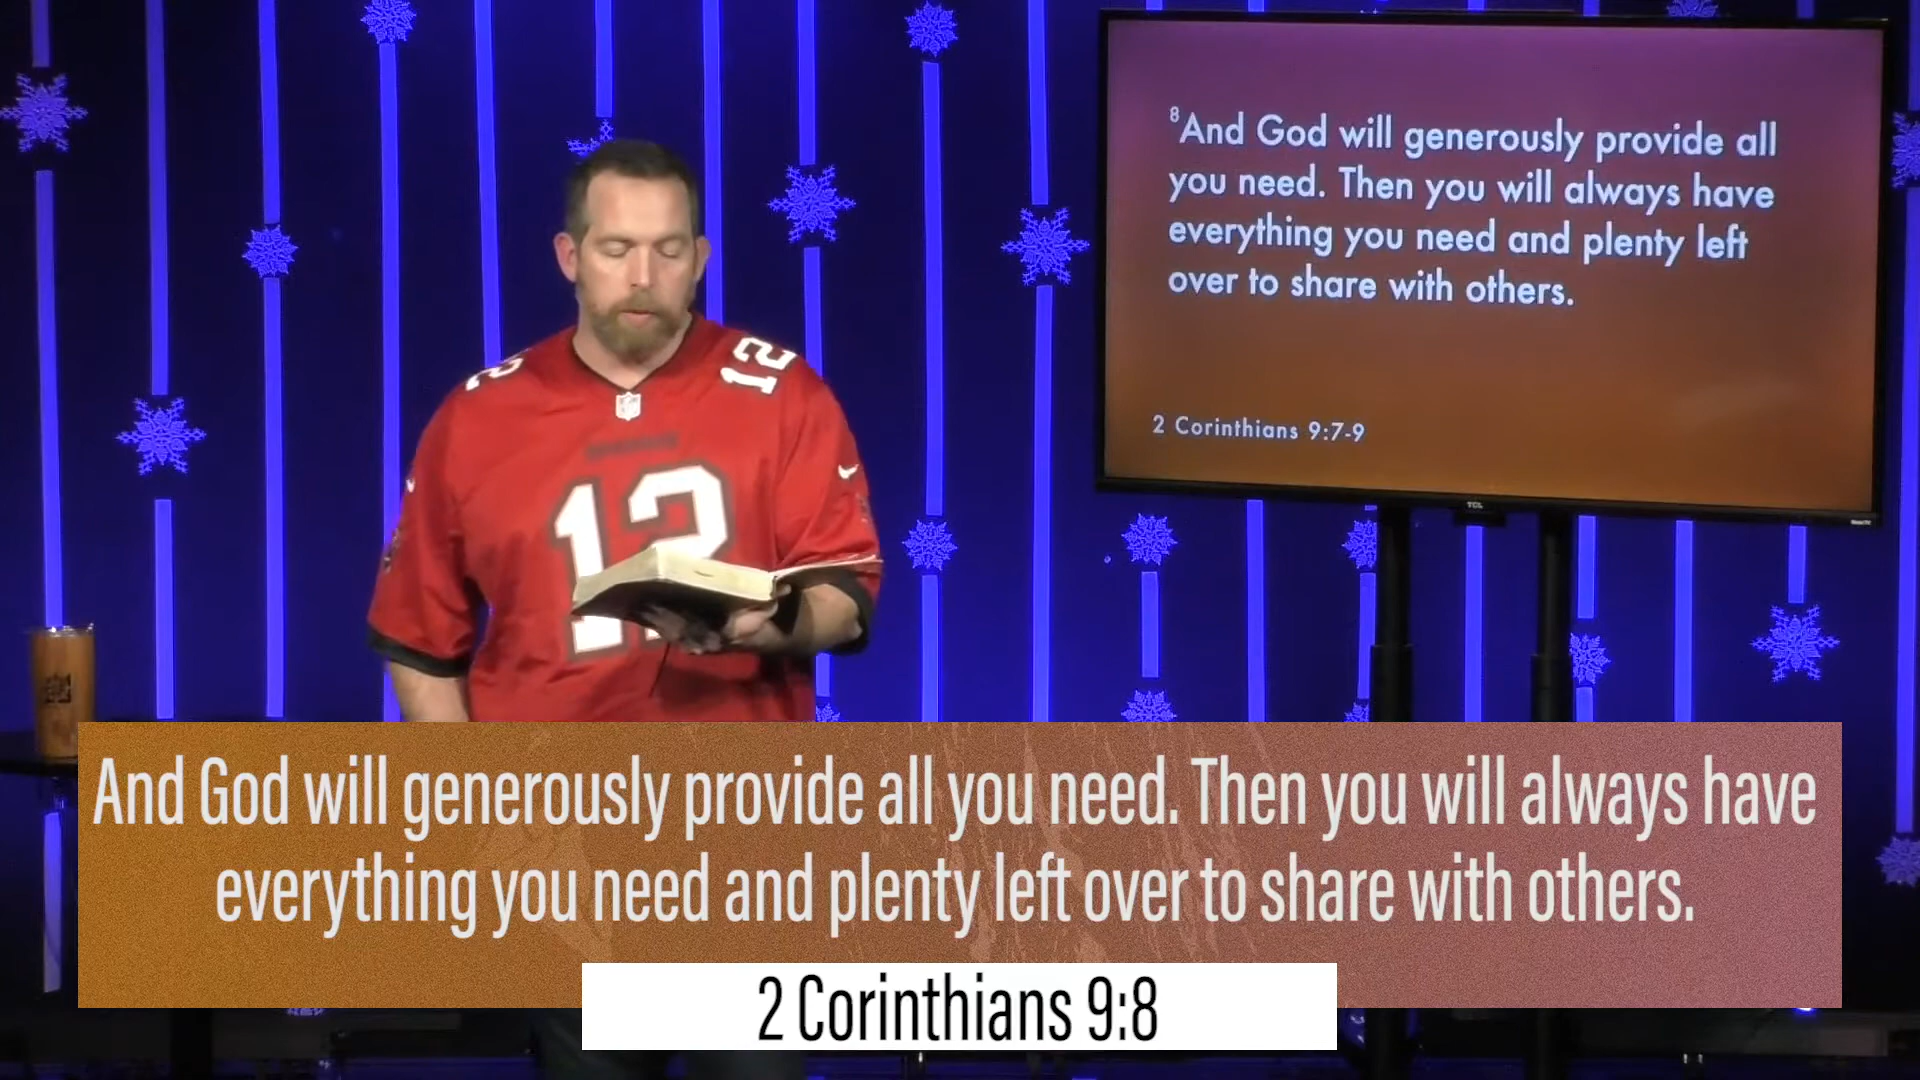 8And God will generously provide all
you need. Then you will always have
everything you need and plenty left
over to share with others.
2 Corinthians 9:7-9
TCL
12
12
NFL
And God will generously provide all you need. Then you will always have
everything you need and plenty left over to share with others.
2 Corinthians 9:8